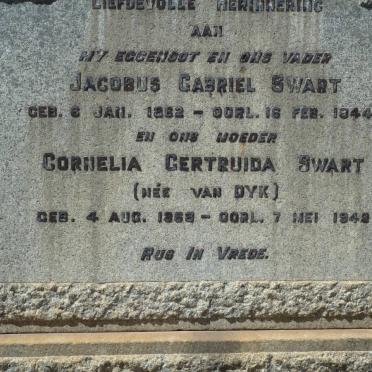 LIEFDEVOLLE HERINNERING
AAN
MY EGGENOOT EN ONS VADER
JACOBUS GABRIEL SWART
GEB. 6 JAN. 1862 – OORL. 16 FEB. 1944
EN ONS MOEDER
CORNELIA GERTRUIDA SWART
(NÉE VAN DYK)
GEB. 4 AUG. 1868 – OORL. 7 MEI 1948
RUS IN VREDE.